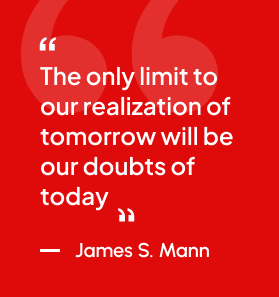 “
The only limit to
our realization of
tomorrow will be
our doubts of
today ”
— James S. Mann